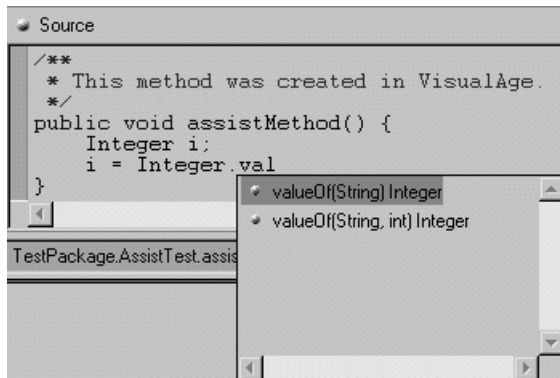 Source
/**
 * This method was created in VisualAge.
 */
public void assistMethod() {
    Integer i;
    i = Integer.val
}
valueOf(String) Integer
valueOf(String, int) Integer
TestPackage.AssistTest.assis